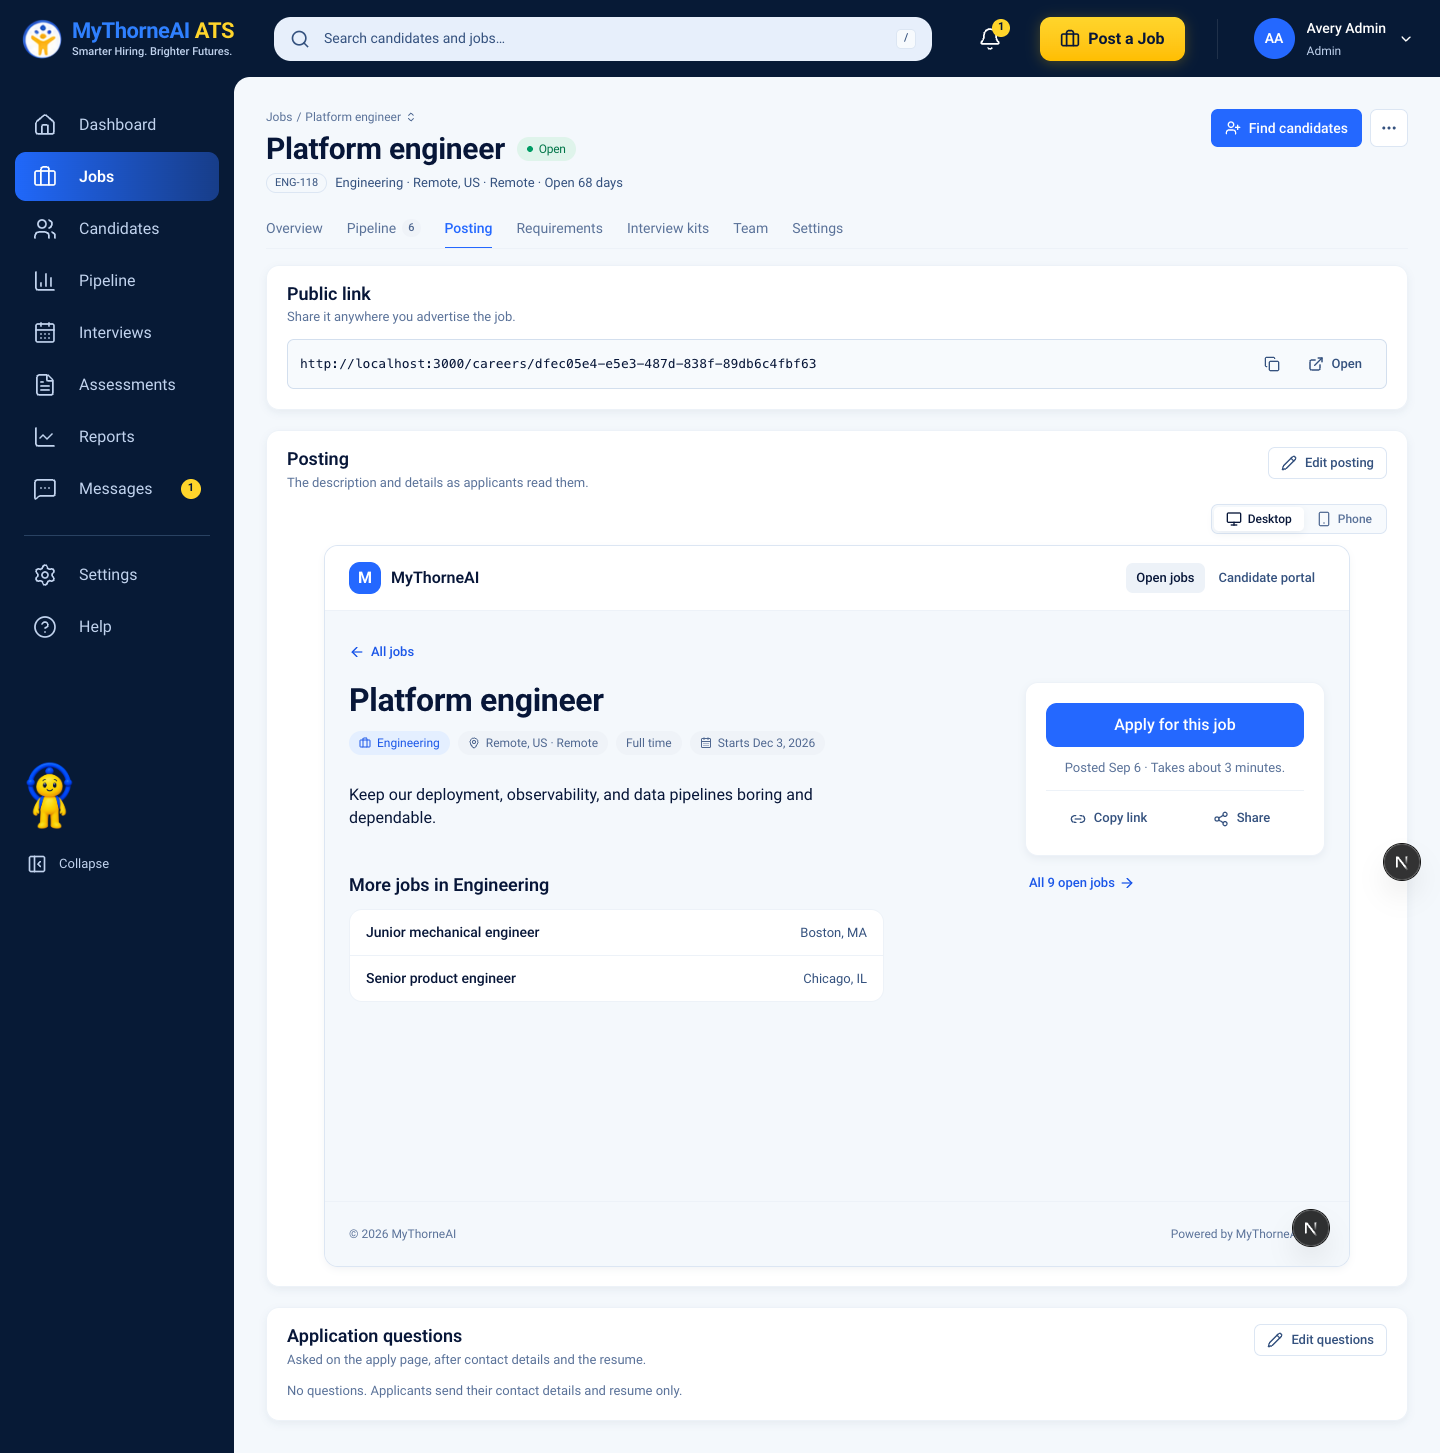 MyThorneAI ATS
Smarter Hiring. Brighter Futures.
Search candidates and jobs...
/
1
Post a Job
AA
Avery Admin
Admin
Dashboard
Jobs
Candidates
Pipeline
Interviews
Assessments
Reports
Messages
1
Settings
Help
Collapse
Jobs / Platform engineer
Platform engineer
Open
Find candidates
ENG-118
Engineering · Remote, US · Remote · Open 68 days
Overview
Pipeline 6
Posting
Requirements
Interview kits
Team
Settings
Public link
Share it anywhere you advertise the job.
http://localhost:3000/careers/dfec05e4-e5e3-487d-838f-89db6c4fbf63
Open
Posting
Edit posting
The description and details as applicants read them.
Desktop
Phone
M
MyThorneAI
Open jobs
Candidate portal
All jobs
Platform engineer
Engineering
Remote, US · Remote
Full time
Starts Dec 3, 2026
Keep our deployment, observability, and data pipelines boring and
dependable.
Apply for this job
Posted Sep 6 · Takes about 3 minutes.
Copy link
Share
All 9 open jobs
More jobs in Engineering
Junior mechanical engineer
Boston, MA
Senior product engineer
Chicago, IL
N
© 2026 MyThorneAI
Powered by
N
Application questions
Edit questions
Asked on the apply page, after contact details and the resume.
No questions. Applicants send their contact details and resume only.